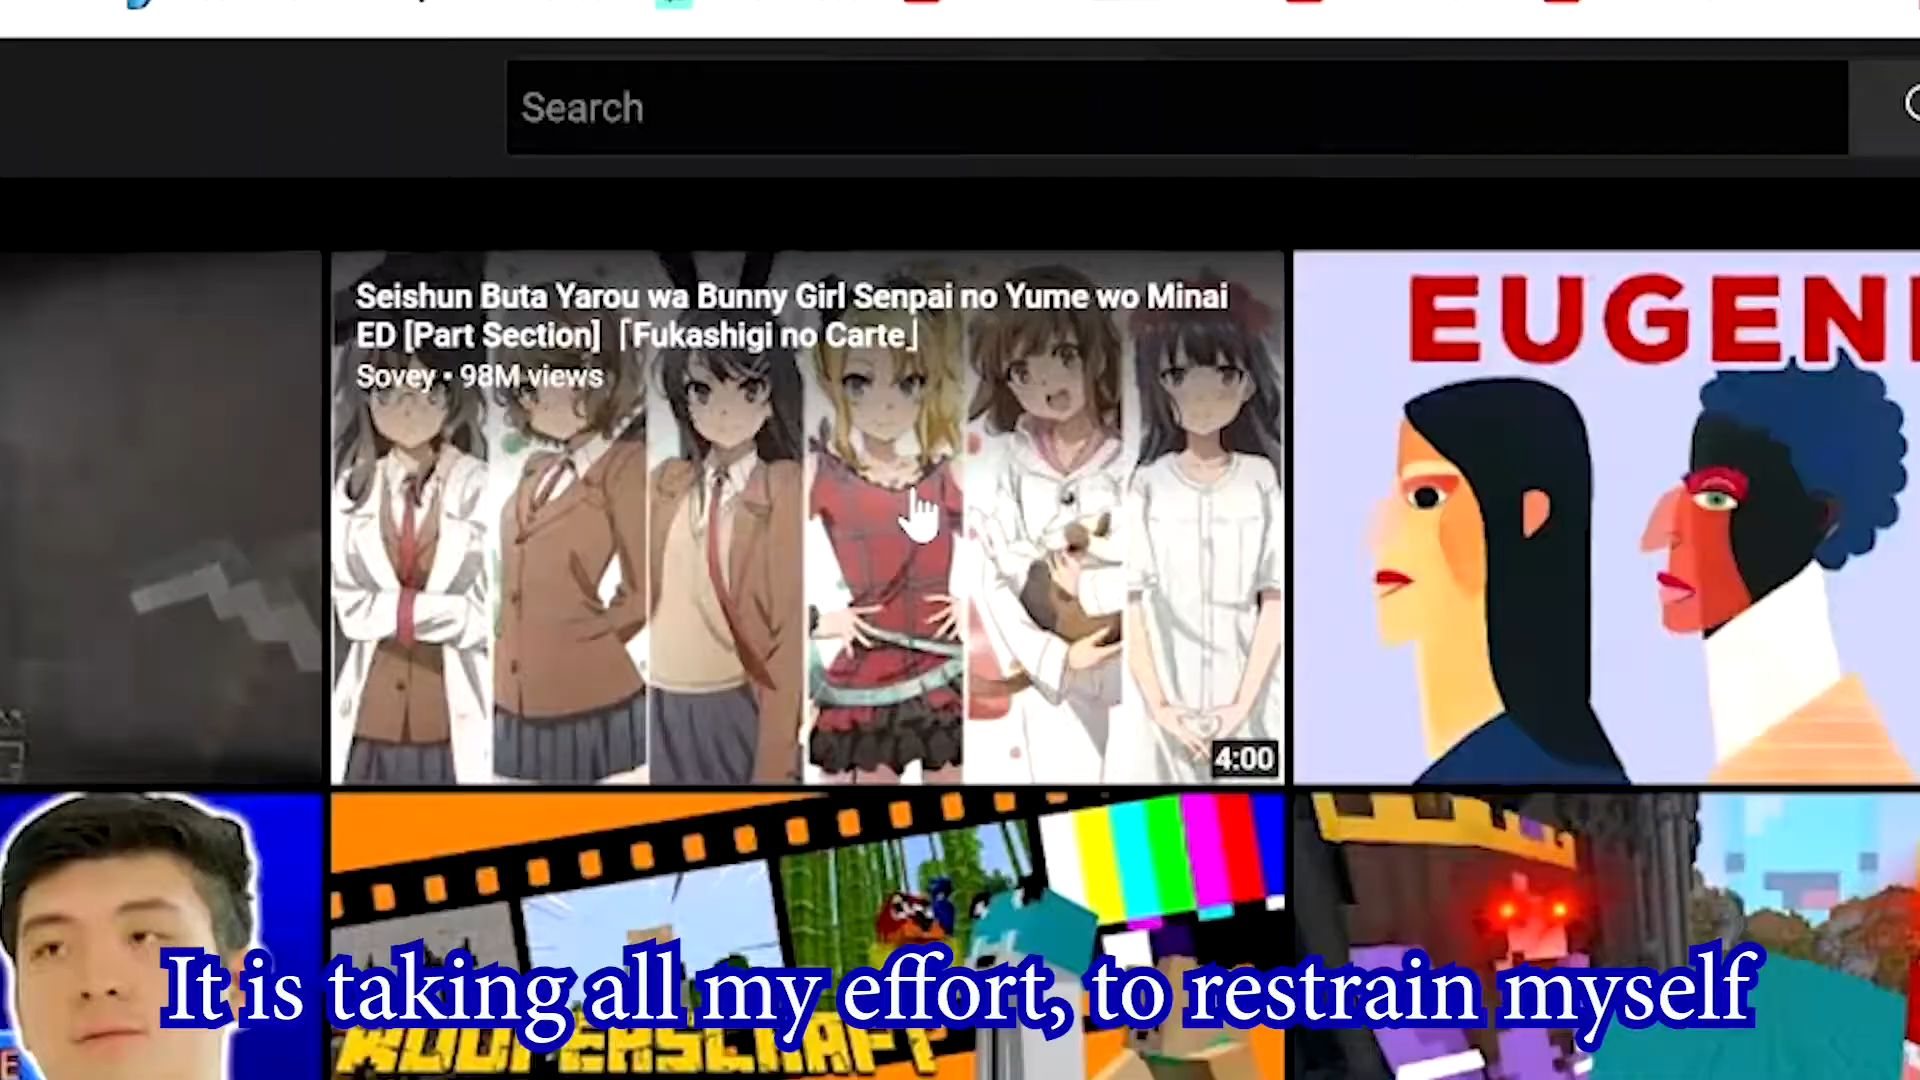 Search
Seishun Buta Yarou wa Bunny Girl Senpai no Yume wo Minai
ED [Part Section]「Fukashigi no Carte」
Sovey • 98M views
EUGEN
4:00
It is taking all my effort, to restrain myself
E